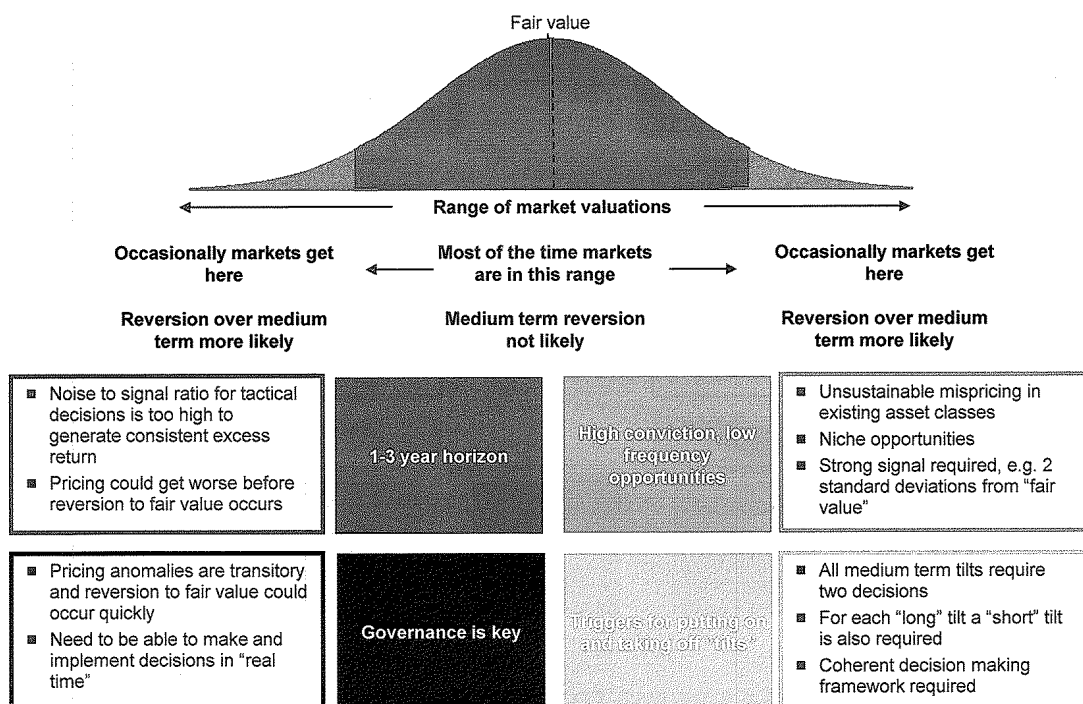 Fair value
Range of market valuations
Occasionally markets get
here
Most of the time markets
are in this range
Occasionally markets get
here
Reversion over medium
term more likely
Medium term reversion
not likely
Reversion over medium
term more likely
■ Noise to signal ratio for tactical
decisions is too high to
generate consistent excess
return
■ Pricing could get worse before
reversion to fair value occurs
1-3 year horizon
High conviction, low
frequency
opportunities
■ Unsustainable mispricing in
existing asset classes
■ Niche opportunities
■ Strong signal required, e.g. 2
standard deviations from “fair
value”
■ Pricing anomalies are transitory
and reversion to fair value could
occur quickly
■ Need to be able to make and
implement decisions in “real
time”
Governance is key
Triggers for putting on
and taking off “tilts”
■ All medium term tilts require
two decisions
■ For each “long” tilt a “short” tilt
is also required
■ Coherent decision making
framework required